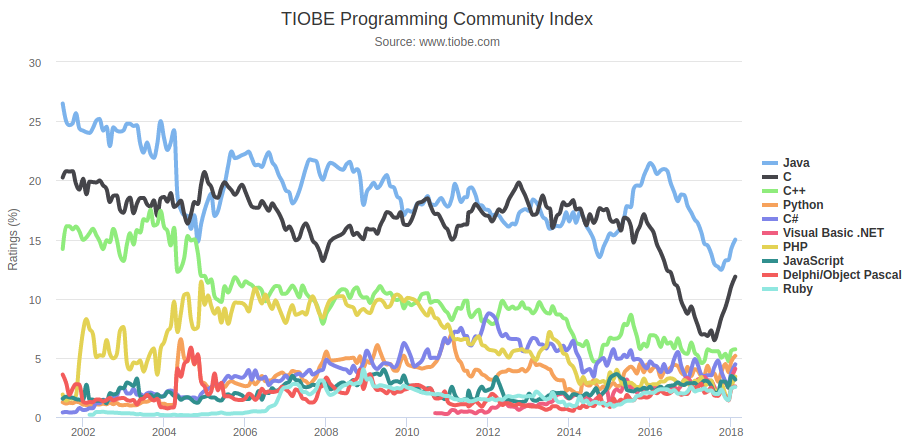 TIOBE Programming Community Index
Source: www.tiobe.com
Ratings (%)
30
25
20
15
10
5
0
2002 2004 2006 2008 2010 2012 2014 2016 2018
Java
C
C++
Python
C#
Visual Basic .NET
PHP
JavaScript
Delphi/Object Pascal
Ruby